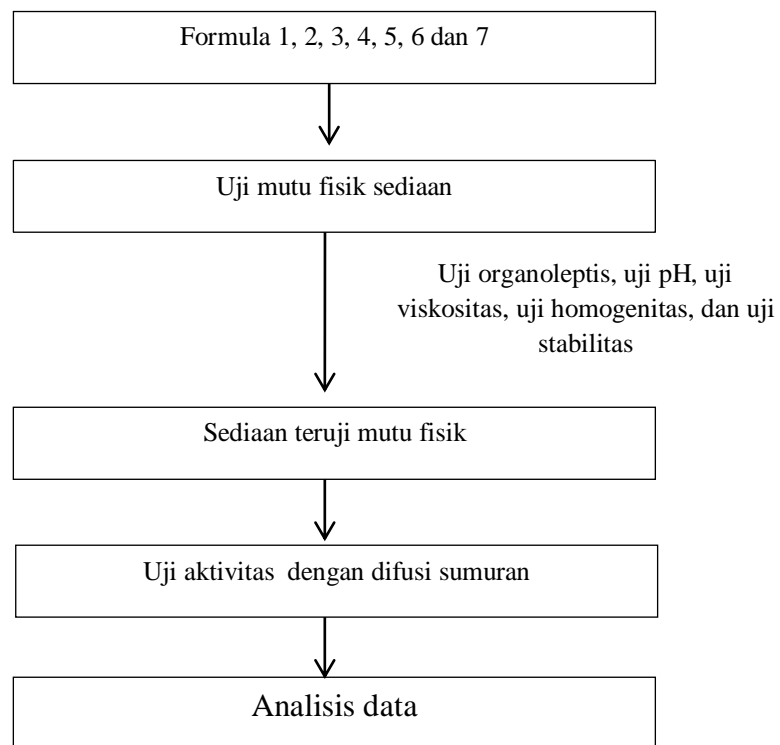 Formula 1, 2, 3, 4, 5, 6 dan 7
Uji mutu fisik sediaan
Uji organoleptis, uji pH, uji
viskositas, uji homogenitas, dan uji
stabilitas
Sediaan teruji mutu fisik
Uji aktivitas  dengan difusi sumuran
Analisis data